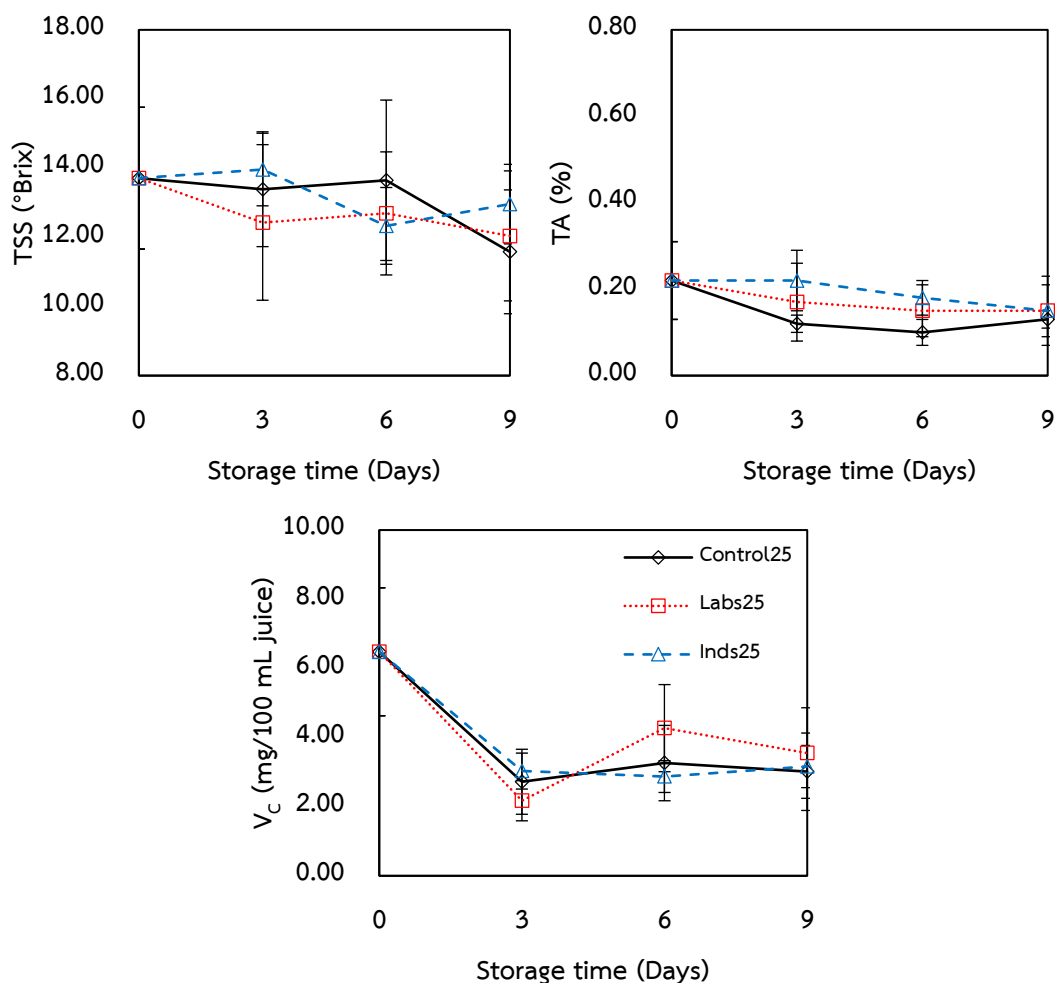 18.00
16.00
14.00
12.00
10.00
8.00
TSS (°Brix)
0 3 6 9
Storage time (Days)
0.80
0.60
0.40
0.20
0.00
TA (%)
0 3 6 9
Storage time (Days)
10.00
8.00
6.00
4.00
2.00
0.00
V_C (mg/100 mL juice)
Control25
Labs25
Inds25
0 3 6 9
Storage time (Days)